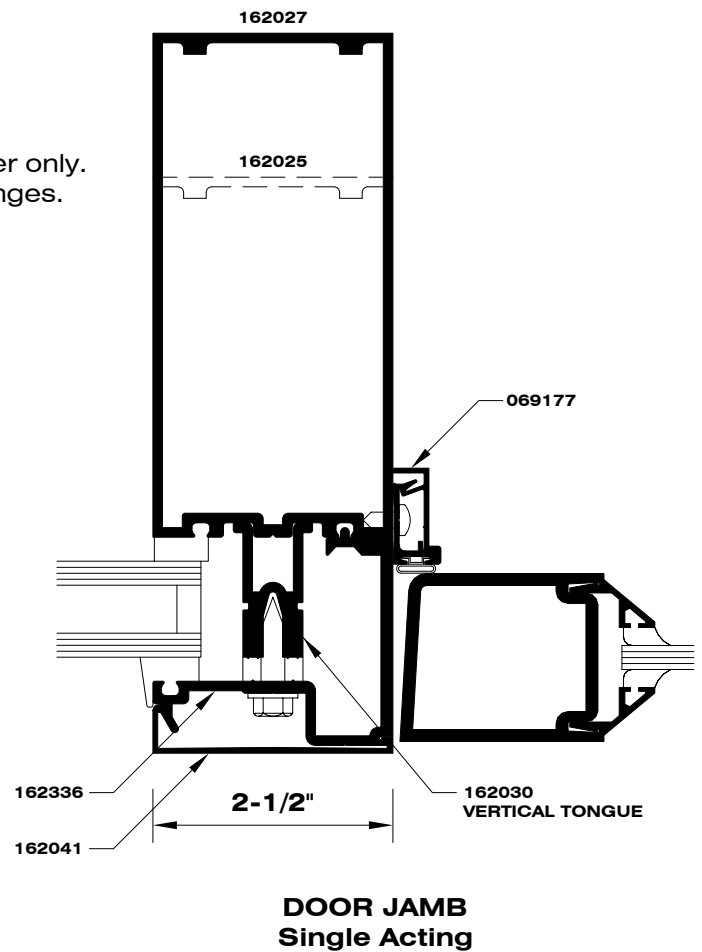 162027
er only.
nges.
162025
069177
162336
2-1/2"
162030
VERTICAL TONGUE
162041
DOOR JAMB
Single Acting